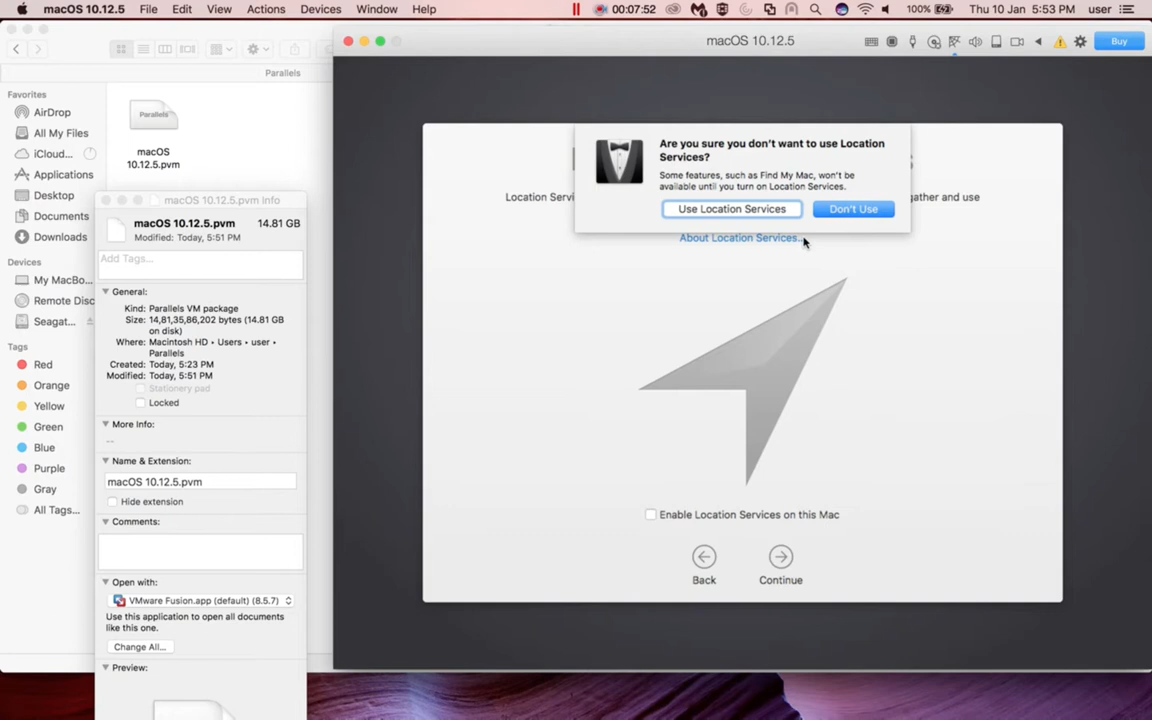 macOS 10.12.5 File Edit View Actions Devices Window Help 00:07:52 100% Thu 10 Jan 5:53 PM user
Parallels
Favorites
AirDrop
All My Files
iCloud...
Applications
Desktop
Documents
Downloads
Devices
My MacBo...
Remote Disc
Seagat...
Tags
Red
Orange
Yellow
Green
Blue
Purple
Gray
All Tags...
Parallels
macOS
10.12.5.pvm
macOS 10.12.5.pvm Info
macOS 10.12.5.pvm 14.81 GB
Modified: Today, 5:51 PM
Add Tags...
General:
Kind: Parallels VM package
Size: 14,81,35,86,202 bytes (14.81 GB
on disk)
Where: Macintosh HD • Users • user •
Parallels
Created: Today, 5:23 PM
Modified: Today, 5:51 PM
Stationery pad
Locked
More Info:
--
Name & Extension:
macOS 10.12.5.pvm
Hide extension
Comments:
Open with:
VMware Fusion.app (default) (8.5.7)
Use this application to open all documents
like this one.
Change All...
Preview:
macOS 10.12.5
Buy
Are you sure you don't want to use Location
Services?
Some features, such as Find My Mac, won't be
available until you turn on Location Services.
Use Location Services Don't Use
Location Servi
gather and use
About Location Services...
Enable Location Services on this Mac
Back Continue